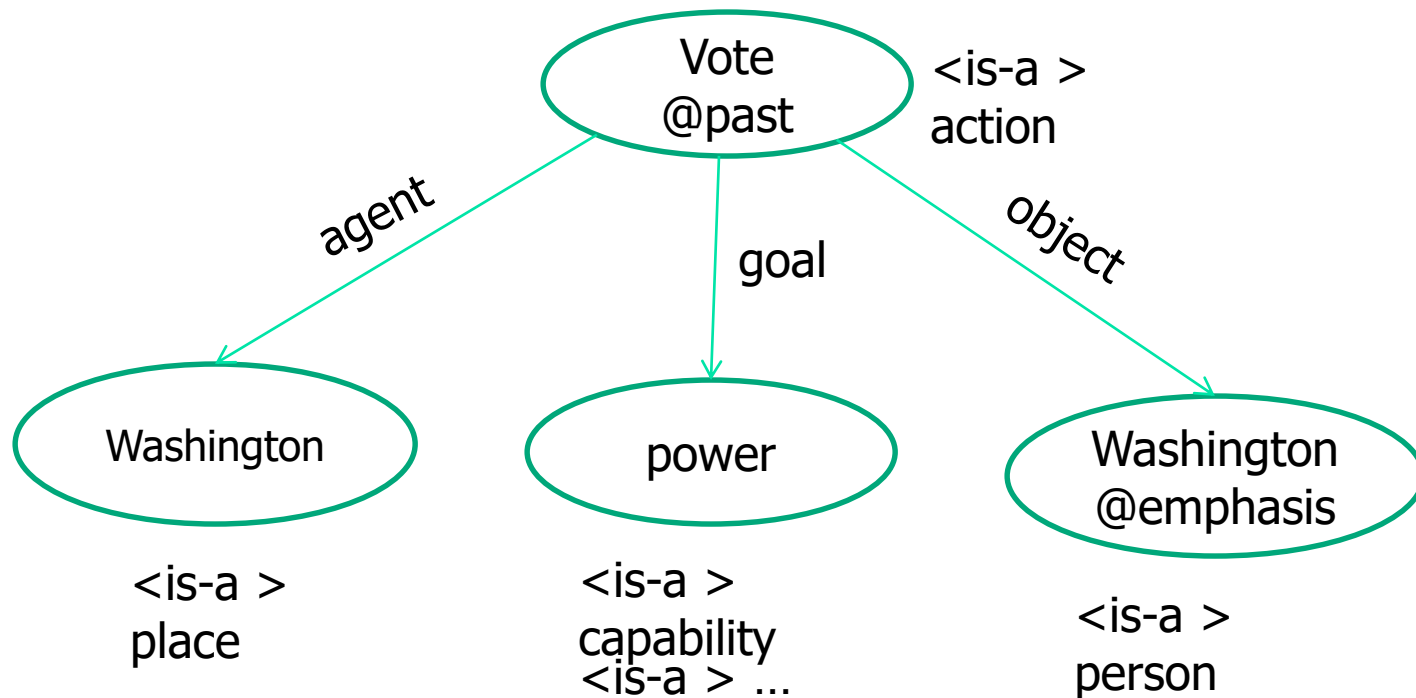 Vote
@past
<is-a >
action
agent
goal
object
Washington
power
Washington
@emphasis
<is-a >
place
<is-a >
capability
<is-a > ...
<is-a >
person